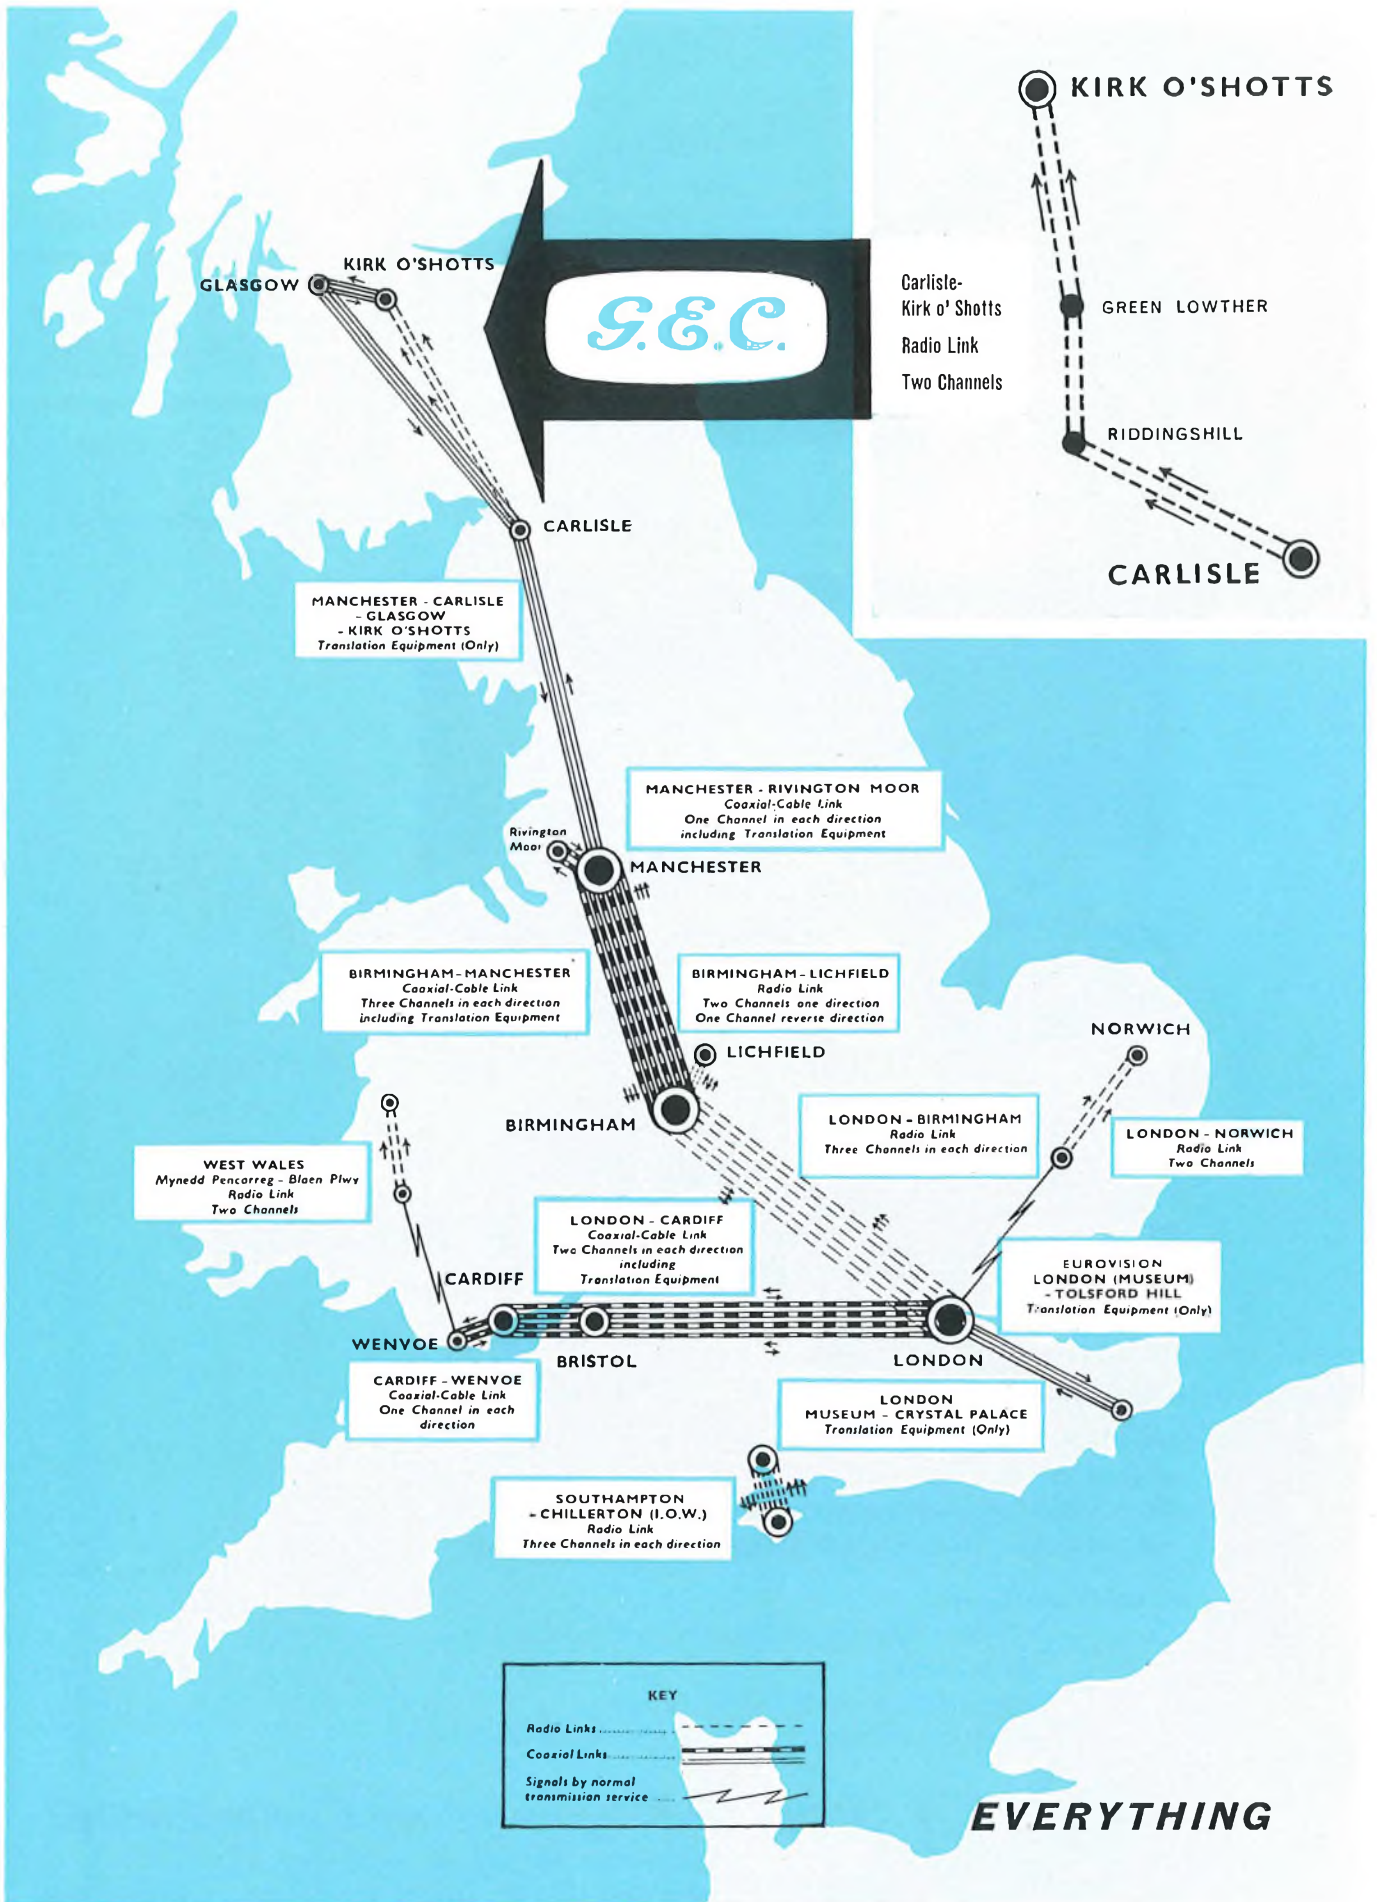 KIRK O'SHOTTS
GREEN LOWTHER
RIDDINGSHILL
CARLISLE
Carlisle-
Kirk o' Shotts
Radio Link
Two Channels
G.E.C.
KIRK O'SHOTTS
GLASGOW
CARLISLE
MANCHESTER - CARLISLE
- GLASGOW
- KIRK O'SHOTTS
Translation Equipment (Only)
MANCHESTER - RIVINGTON MOOR
Coaxial-Cable Link
One Channel in each direction
including Translation Equipment
Rivington
Moor
MANCHESTER
BIRMINGHAM-MANCHESTER
Coaxial-Cable Link
Three Channels in each direction
including Translation Equipment
BIRMINGHAM-LICHFIELD
Radio Link
Two Channels one direction
One Channel reverse direction
LICHFIELD
NORWICH
BIRMINGHAM
LONDON - BIRMINGHAM
Radio Link
Three Channels in each direction
LONDON - NORWICH
Radio Link
Two Channels
WEST WALES
Mynedd Pencarreg - Blaen Plwy
Radio Link
Two Channels
LONDON - CARDIFF
Coaxial-Cable Link
Two Channels in each direction
including
Translation Equipment
EUROVISION
LONDON (MUSEUM)
- TOLSFORD HILL
Translation Equipment (Only)
CARDIFF
WENVOE
BRISTOL
LONDON
CARDIFF - WENVOE
Coaxial-Cable Link
One Channel in each
direction
LONDON
MUSEUM - CRYSTAL PALACE
Translation Equipment (Only)
SOUTHAMPTON
- CHILLERTON (I.O.W.)
Radio Link
Three Channels in each direction
KEY
Radio Links
Coaxial Links
Signals by normal
transmission service
EVERYTHING